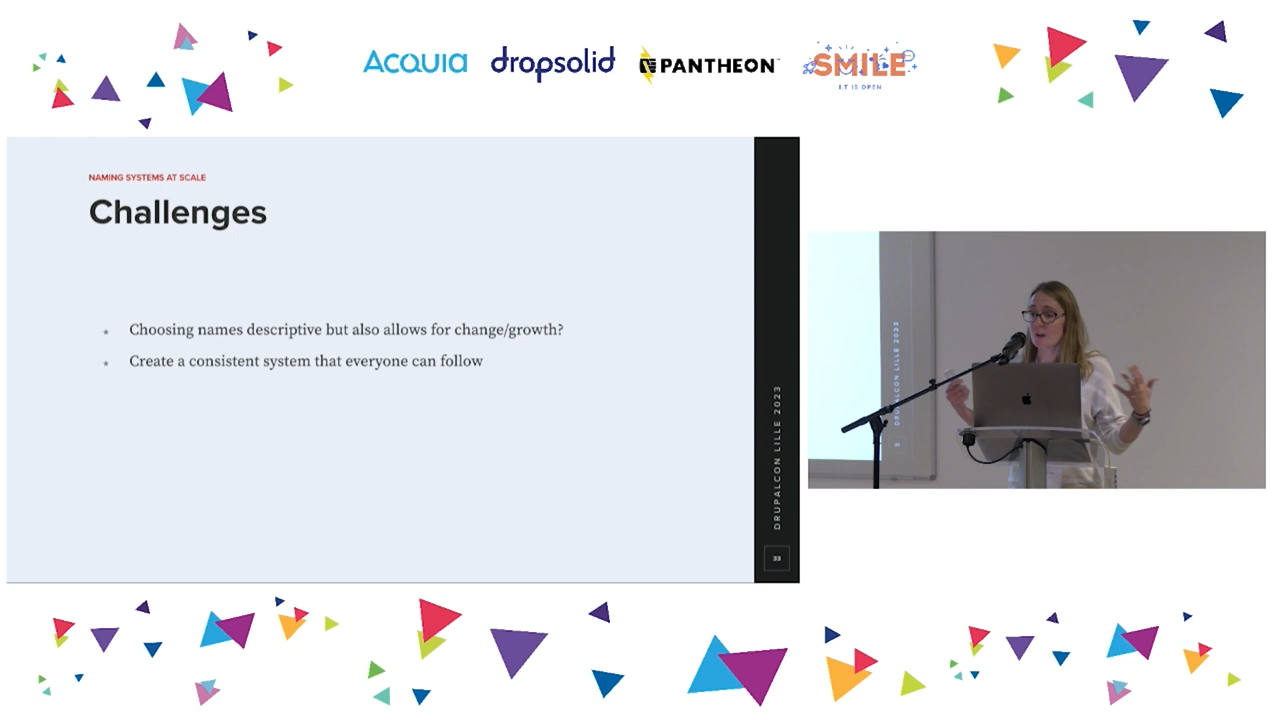 ACQUIA
dropsolid
PANTHEON
SMILE
I.T IS OPEN
NAMING SYSTEMS AT SCALE
Challenges
Choosing names descriptive but also allows for change/growth?
Create a consistent system that everyone can follow
DRUPALCON LILLE 2023
33
DRUPALCON LILLE 2023